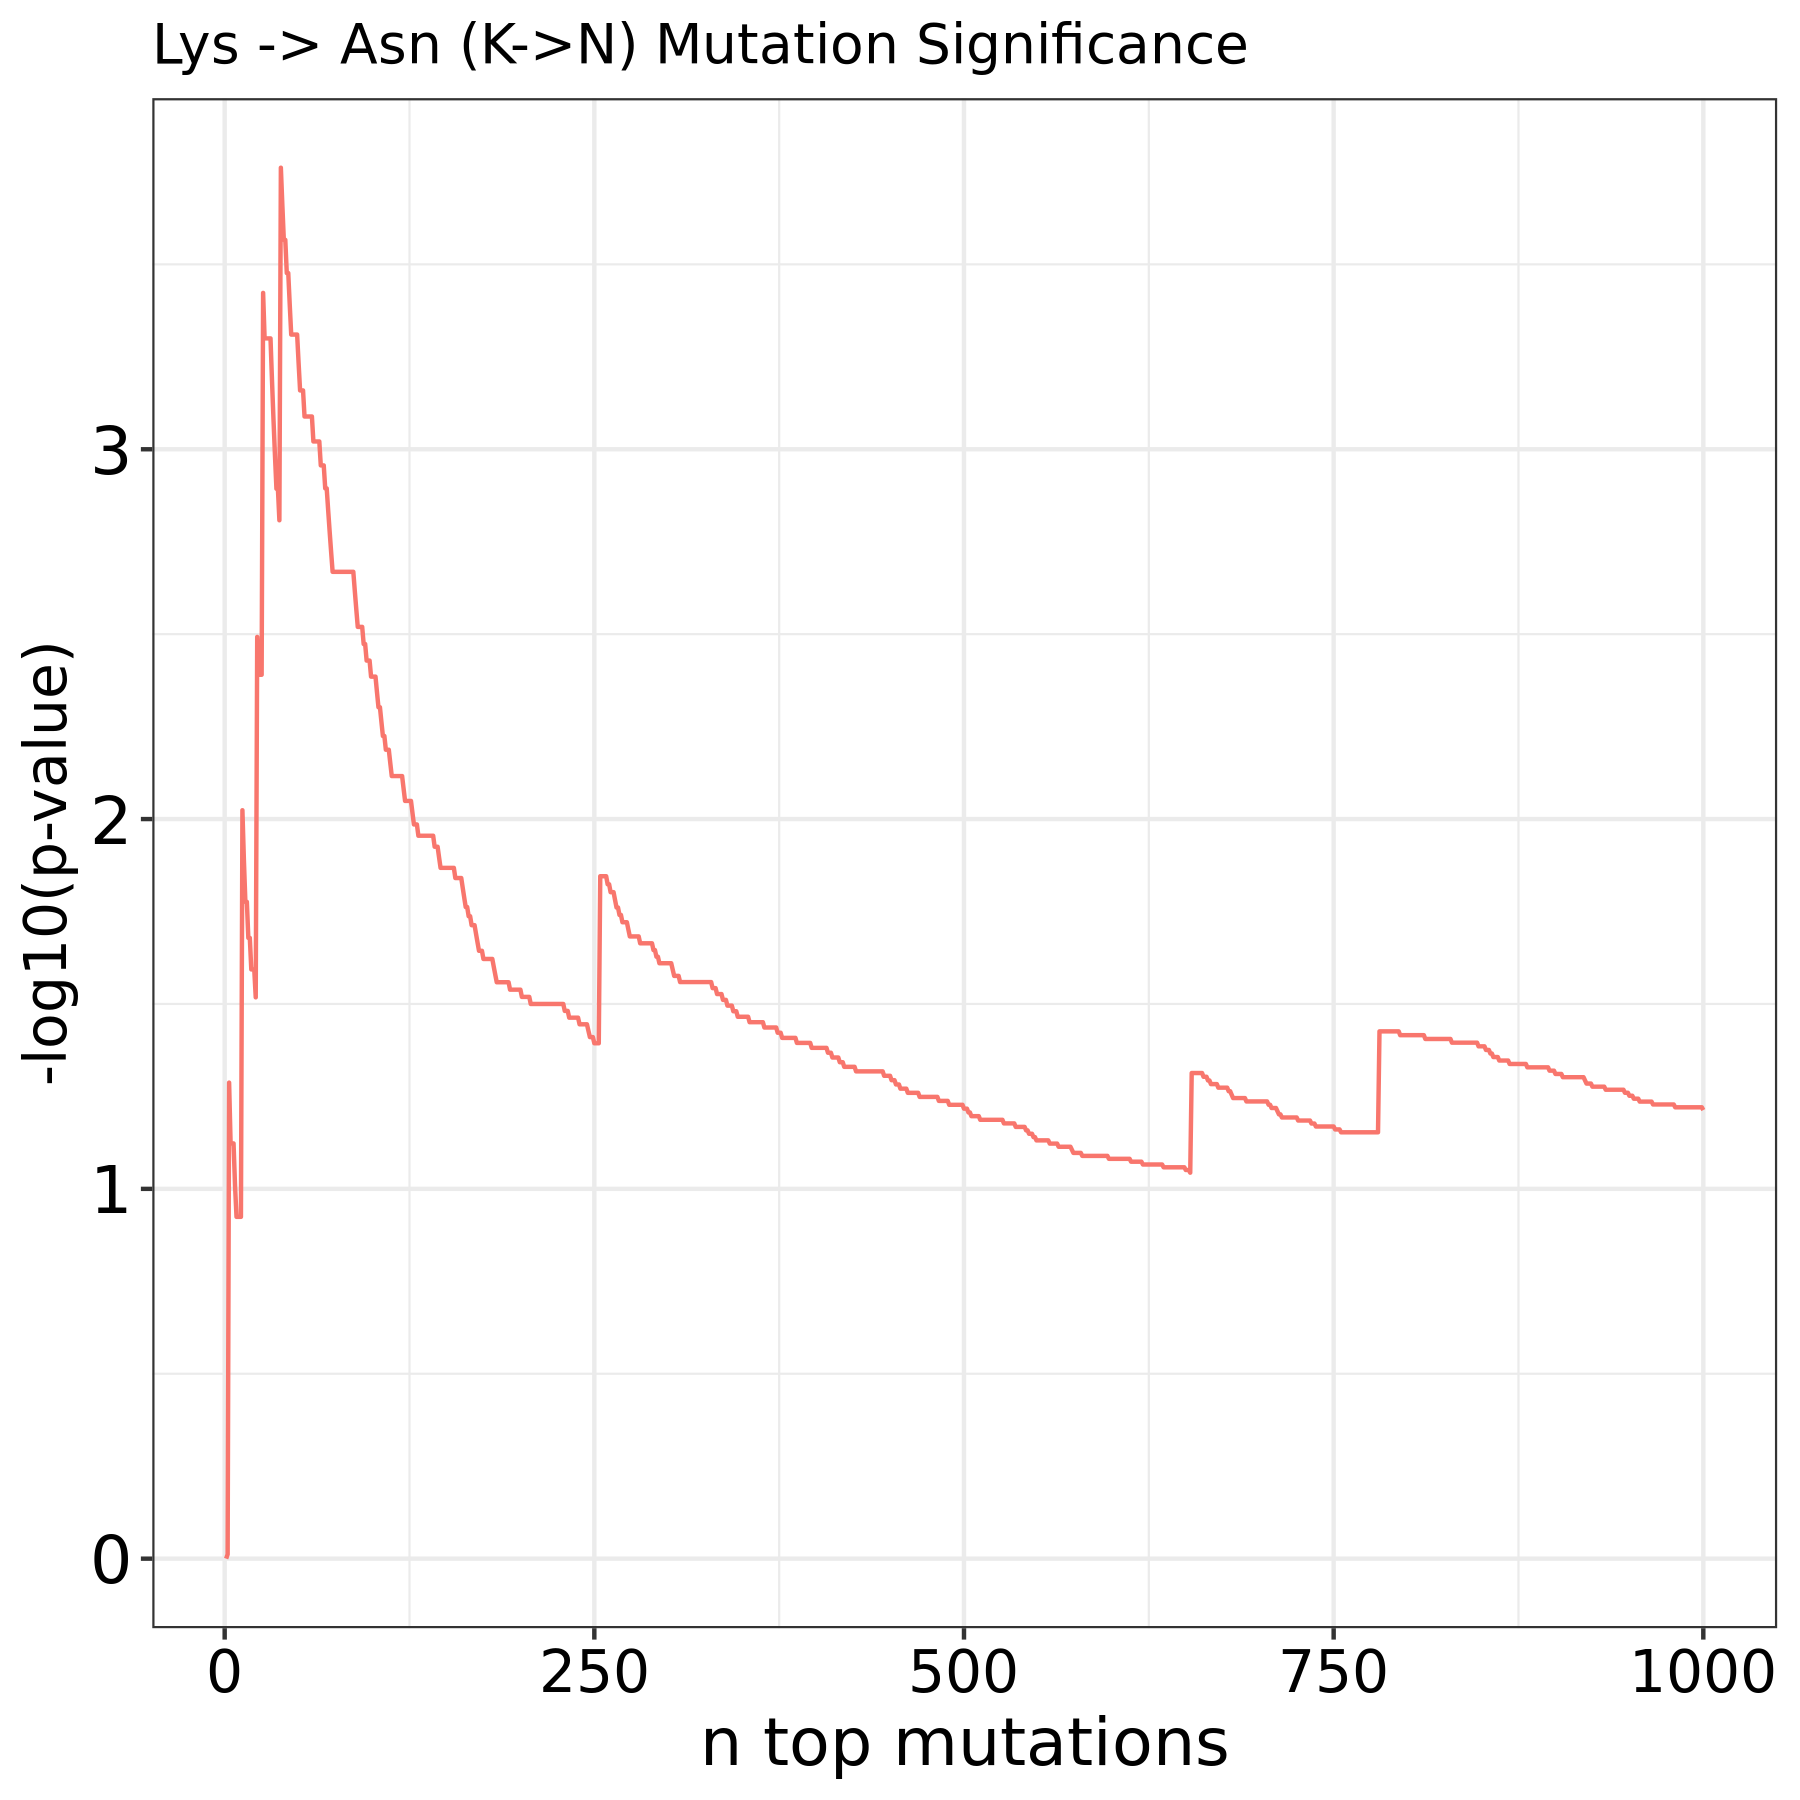 Lys -> Asn (K->N) Mutation Significance
-log10(p-value)
3
2
1
0
0 250 500 750 1000
n top mutations